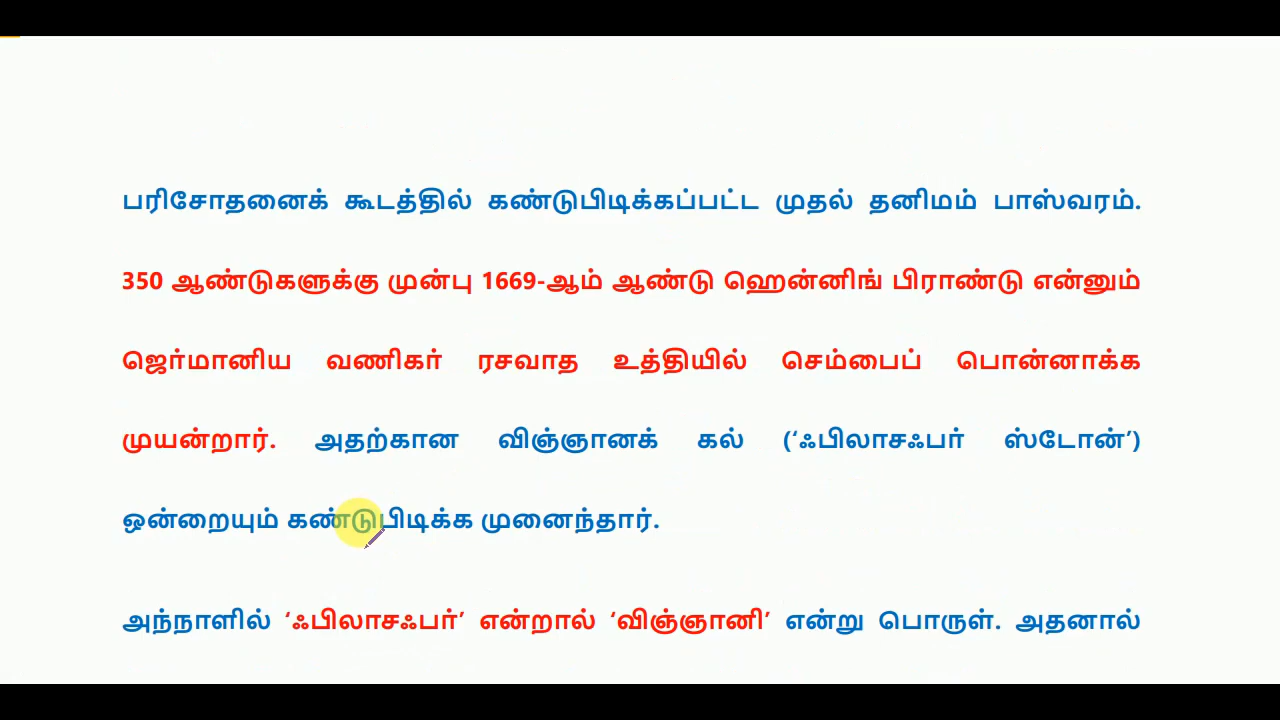 பரிசோதனைக் கூடத்தில் கண்டுபிடிக்கப்பட்ட முதல் தனிமம் பாஸ்வரம்.
350 ஆண்டுகளுக்கு முன்பு 1669-ஆம் ஆண்டு ஹென்னிங் பிராண்டு என்னும்
ஜெர்மானிய வணிகர் ரசவாத உத்தியில் செம்பைப் பொன்னாக்க
முயன்றார். அதற்கான விஞ்ஞானக் கல் (‘ஃபிலாசஃபர் ஸ்டோன்’)
ஒன்றையும் கண்டுபிடிக்க முனைந்தார்.
அந்நாளில் ‘ஃபிலாசஃபர்’ என்றால் ‘விஞ்ஞானி’ என்று பொருள். அதனால்